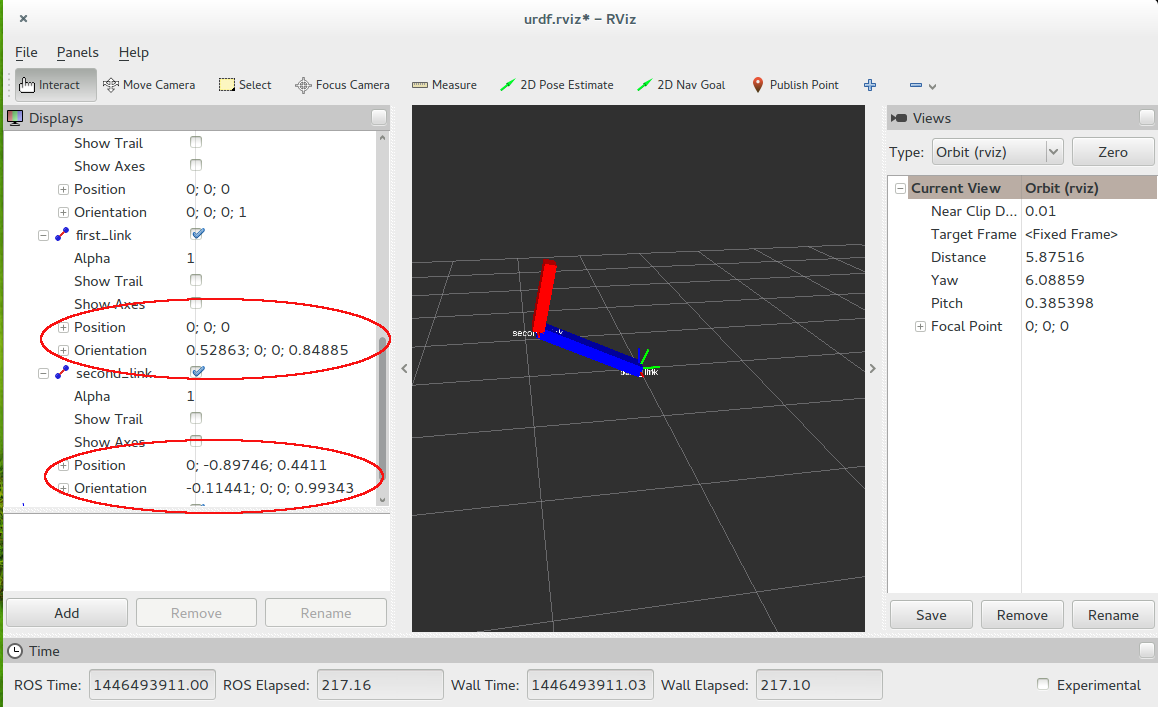 urdf.rviz* – RViz
File Panels Help
Interact Move Camera Select Focus Camera Measure 2D Pose Estimate 2D Nav Goal Publish Point
Displays
Show Trail
Show Axes
Position 0; 0; 0
Orientation 0; 0; 0; 1
first_link
Alpha 1
Show Trail
Show Axes
Position 0; 0; 0
Orientation 0.52863; 0; 0; 0.84885
second_link
Alpha 1
Show Trail
Show Axes
Position 0; -0.89746; 0.4411
Orientation -0.11441; 0; 0; 0.99343
Add Remove Rename
Views
Type: Orbit (rviz) Zero
Current View Orbit (rviz)
Near Clip D... 0.01
Target Frame <Fixed Frame>
Distance 5.87516
Yaw 6.08859
Pitch 0.385398
Focal Point 0; 0; 0
Save Remove Rename
Time
ROS Time: 1446493911.00 ROS Elapsed: 217.16 Wall Time: 1446493911.03 Wall Elapsed: 217.10 Experimental